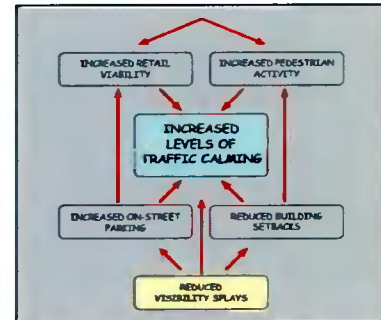 INCREASED RETAIL
VIABILITY
INCREASED PEDESTRIAN
ACTIVITY
INCREASED
LEVELS OF
TRAFFIC CALMING
INCREASED ON-STREET
PARKING
REDUCED BUILDING
SETBACKS
REDUCED
VISIBILITY SPLAYS